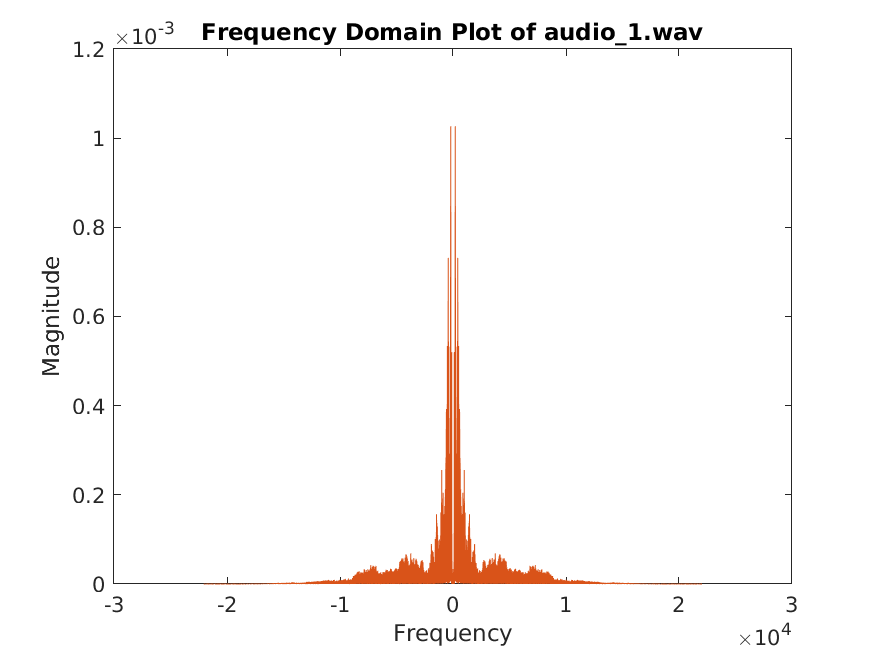 ×10⁻³
Frequency Domain Plot of audio_1.wav
1.2
1
0.8
0.6
0.4
0.2
0
Magnitude
-3 -2 -1 0 1 2 3
Frequency
×10⁴